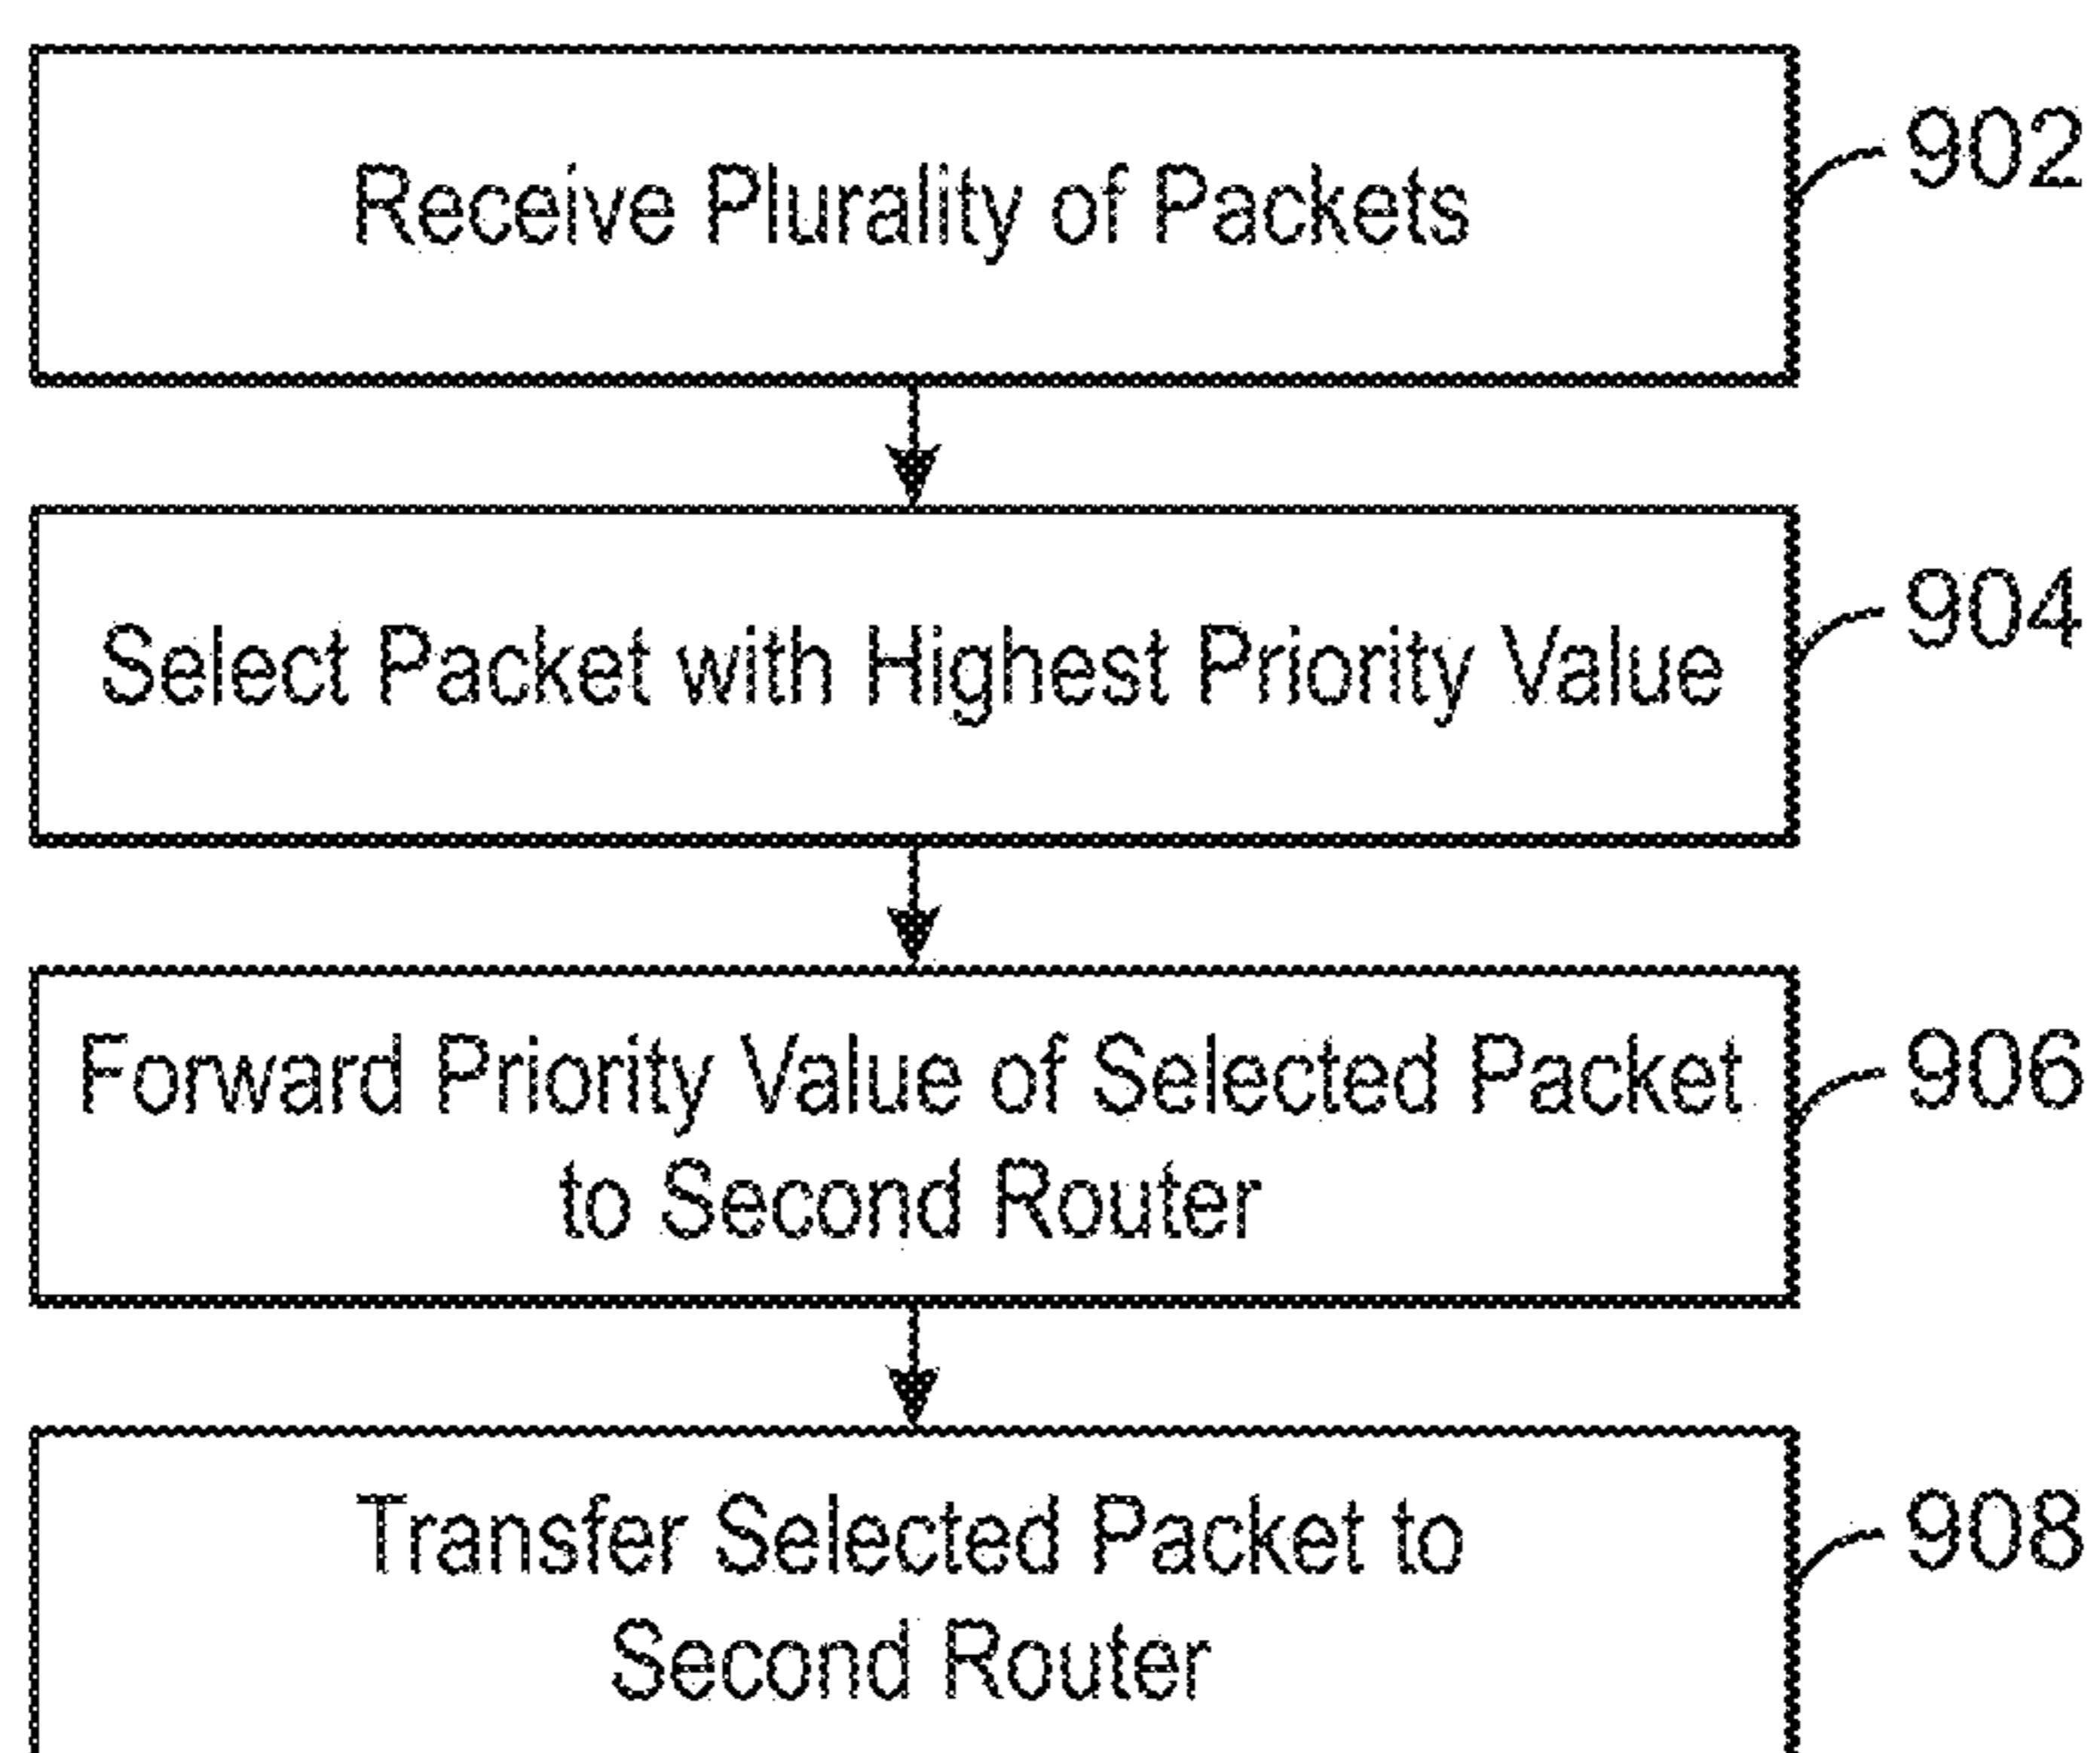 Receive Plurality of Packets
902
Select Packet with Highest Priority Value
904
Forward Priority Value of Selected Packet
to Second Router
906
Transfer Selected Packet to
Second Router
908